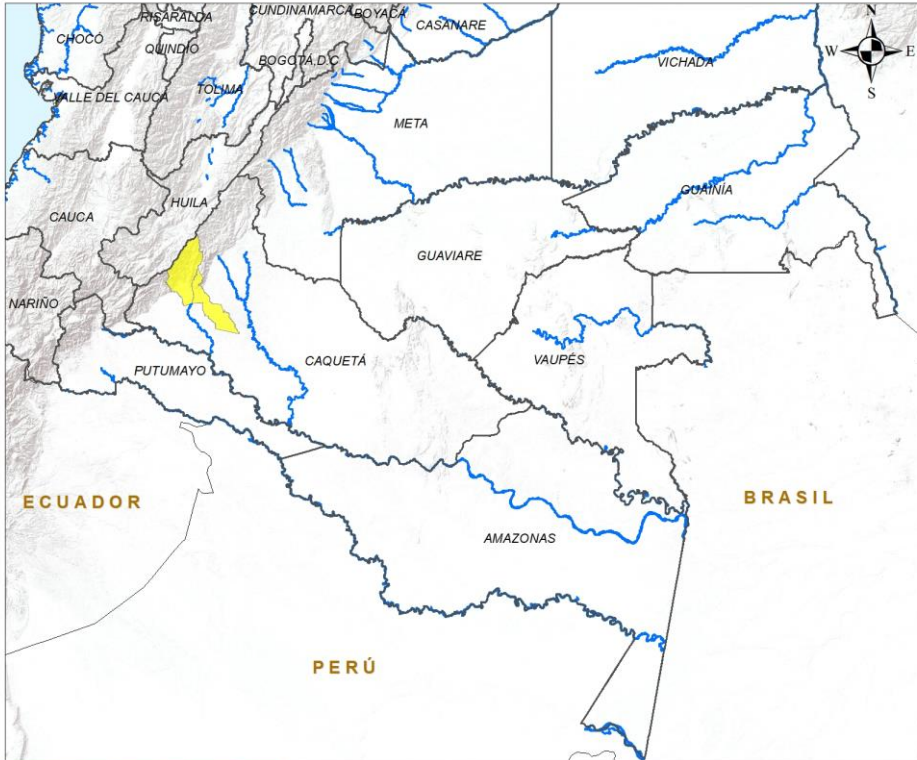 CUNDINAMARCA
BOYACÁ
RISARALDA
CASANARE
N
CHOCÓ
QUINDIO
W
E
BOGOTÁ D.C
VICHADA
TOLIMA
S
VALLE DEL CAUCA
META
GUAINÍA
HUILA
CAUCA
GUAVIARE
NARIÑO
VAUPÉS
CAQUETÁ
PUTUMAYO
ECUADOR
BRASIL
AMAZONAS
PERÚ